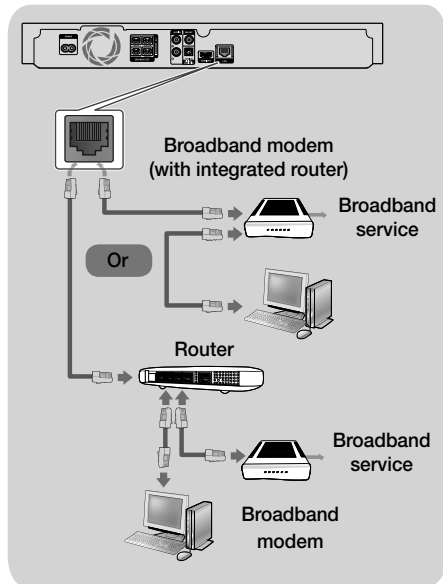 Broadband modem
(with integrated router)
Broadband
service
Or
Router
Broadband
service
Broadband
modem